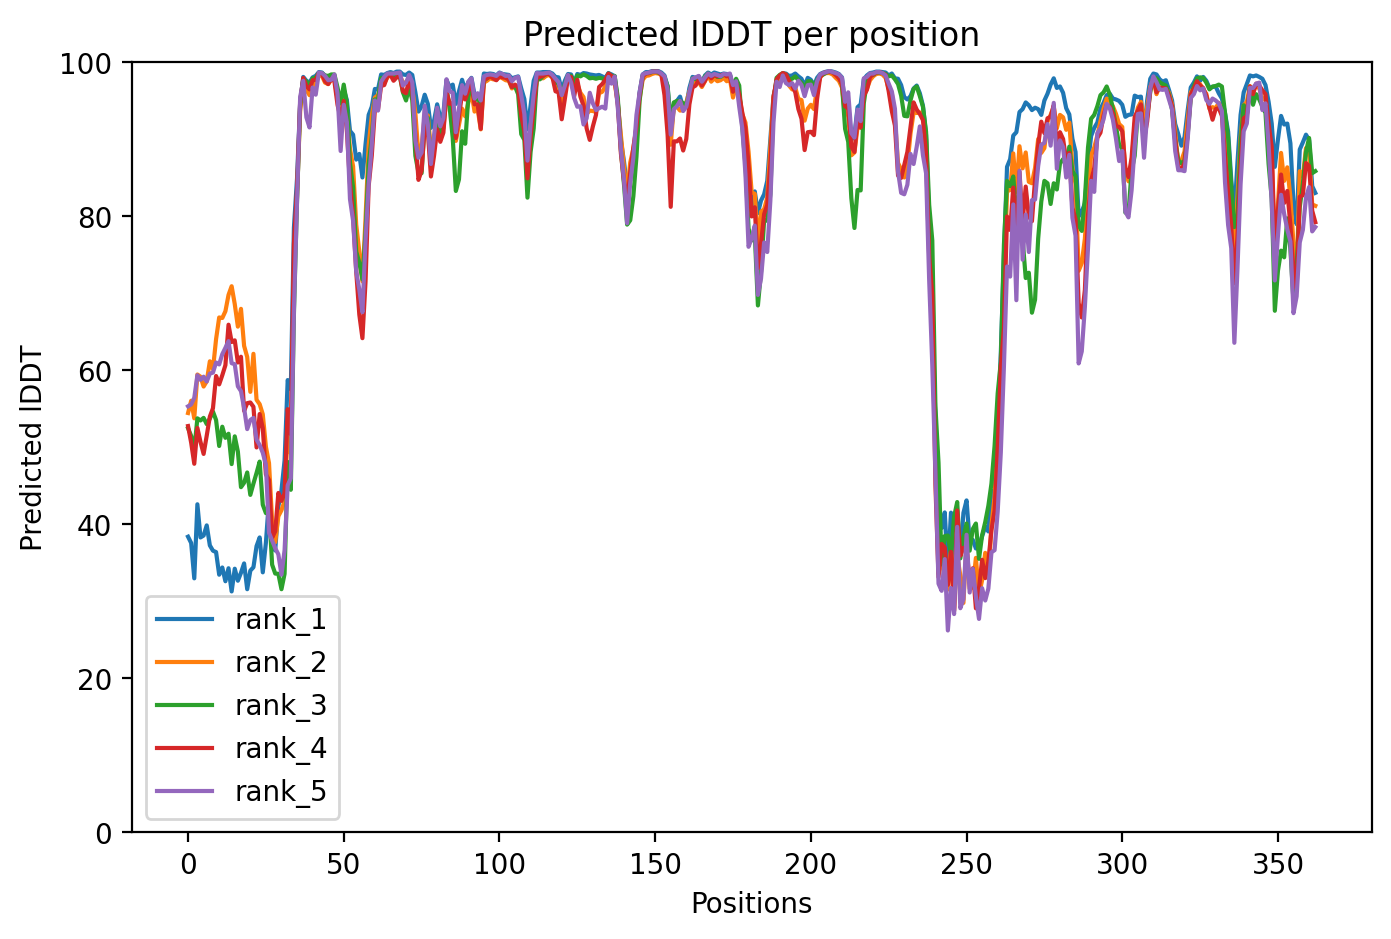 Predicted lDDT per position
100
80
60
40
20
0
Predicted lDDT
rank_1
rank_2
rank_3
rank_4
rank_5
0 50 100 150 200 250 300 350
Positions